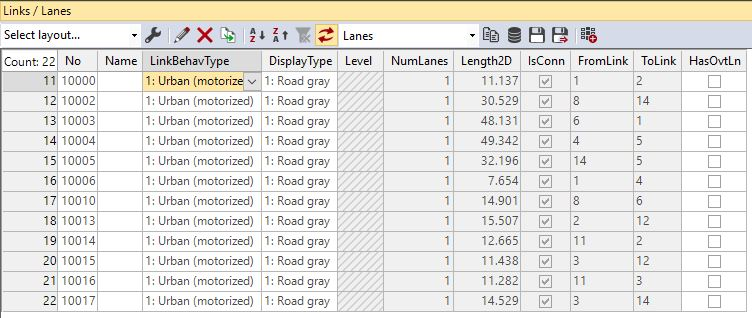 Links / Lanes
Select layout... Lanes
Count: 22 No Name LinkBehavType DisplayType Level NumLanes Length2D IsConn FromLink ToLink HasOvtLn
11 10000 1: Urban (motorize 1: Road gray 1 11.137 1 2
12 10002 1: Urban (motorized) 1: Road gray 1 30.529 8 14
13 10003 1: Urban (motorized) 1: Road gray 1 48.131 6 1
14 10004 1: Urban (motorized) 1: Road gray 1 49.342 4 5
15 10005 1: Urban (motorized) 1: Road gray 1 32.196 14 5
16 10006 1: Urban (motorized) 1: Road gray 1 7.654 1 4
17 10010 1: Urban (motorized) 1: Road gray 1 14.901 8 6
18 10013 1: Urban (motorized) 1: Road gray 1 15.507 2 12
19 10014 1: Urban (motorized) 1: Road gray 1 12.665 11 2
20 10015 1: Urban (motorized) 1: Road gray 1 11.438 3 12
21 10016 1: Urban (motorized) 1: Road gray 1 11.282 11 3
22 10017 1: Urban (motorized) 1: Road gray 1 14.529 3 14